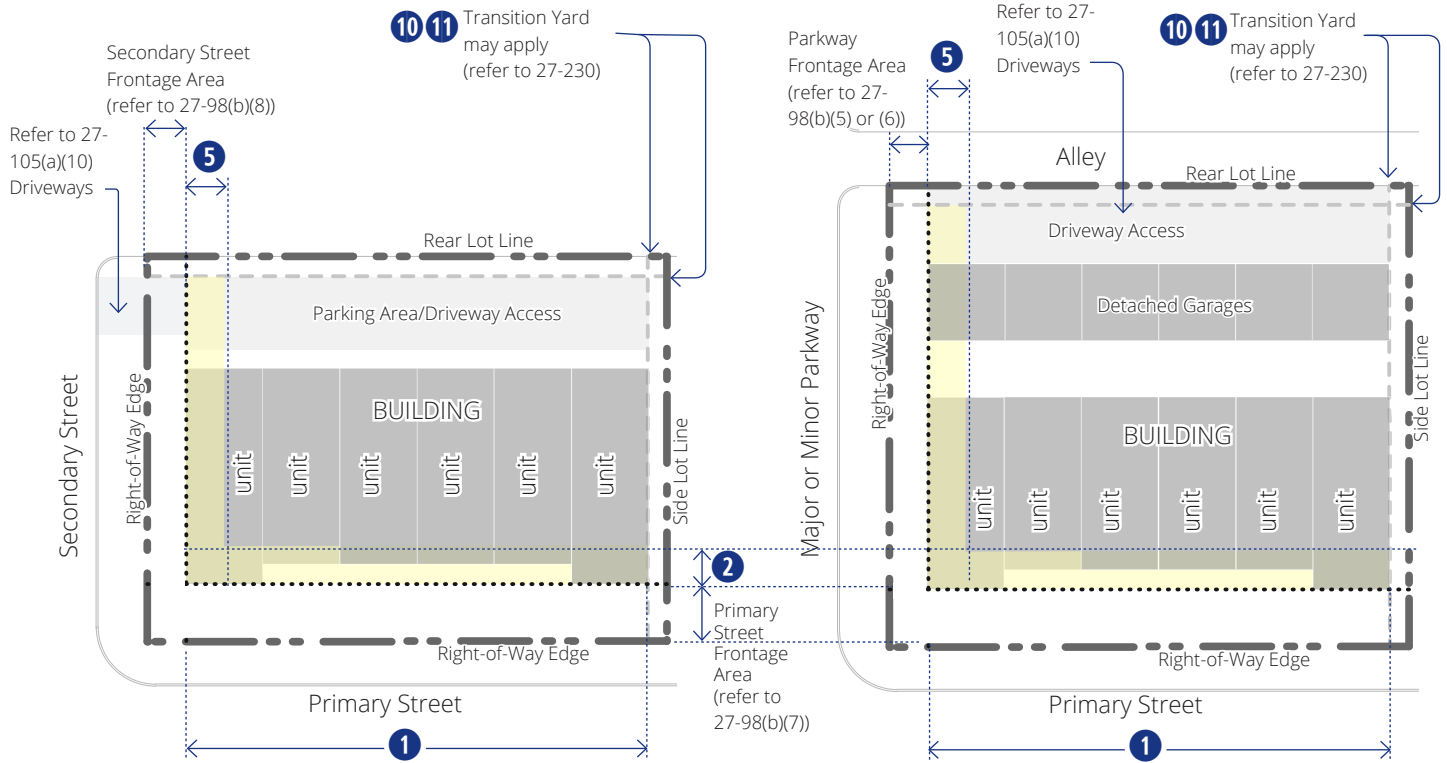 10 11 Transition Yard
may apply
(refer to 27-230)
Secondary Street
Frontage Area
(refer to 27-98(b)(8))
Refer to 27-
105(a)(10)
Driveways
5
Rear Lot Line
Parking Area/Driveway Access
BUILDING
unit
unit
unit
unit
unit
unit
Secondary Street
Right-of-Way Edge
Side Lot Line
Right-of-Way Edge
Primary Street
1
2
Primary
Street
Frontage
Area
(refer to
27-98(b)(7))
Parkway
Frontage Area
(refer to 27-
98(b)(5) or (6))
5
Refer to 27-
105(a)(10)
Driveways
10 11 Transition Yard
may apply
(refer to 27-230)
Alley
Rear Lot Line
Driveway Access
Detached Garages
BUILDING
unit
unit
unit
unit
unit
unit
Major or Minor Parkway
Right-of-Way Edge
Side Lot Line
Right-of-Way Edge
Primary Street
1